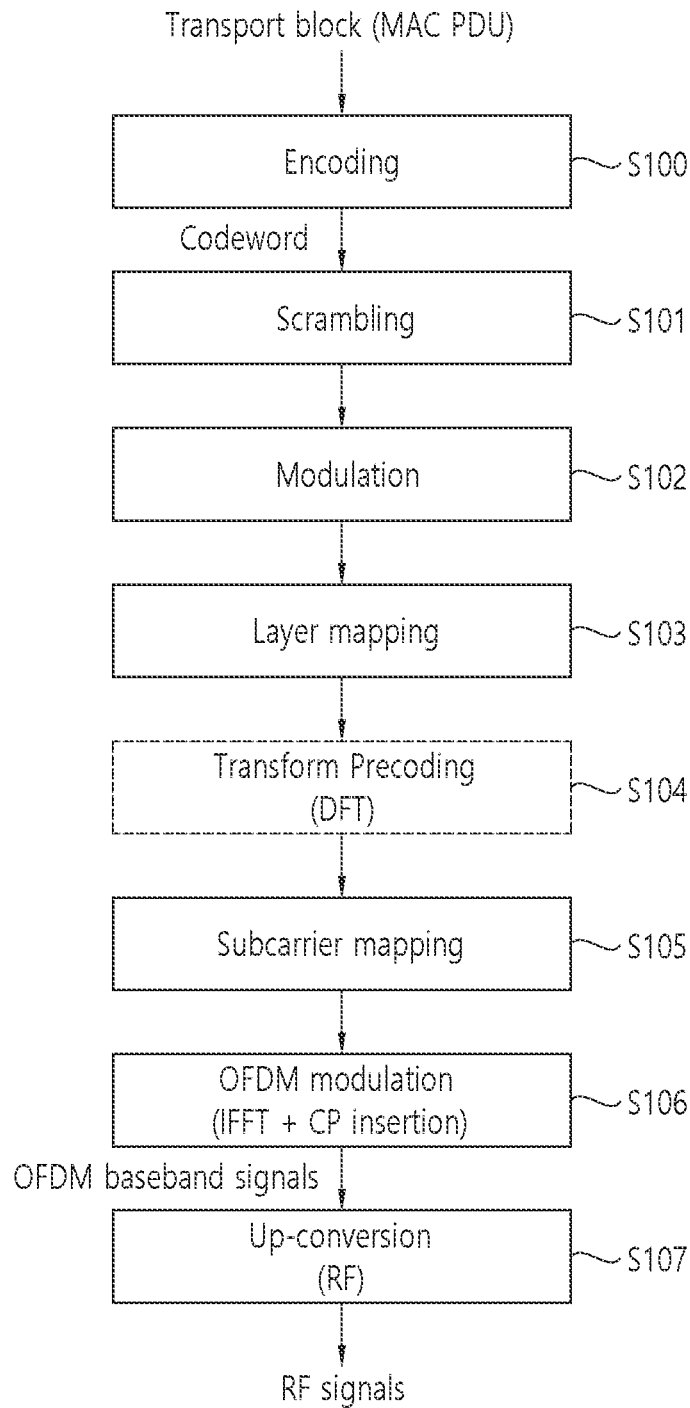 Transport block (MAC PDU)
Encoding
S100
Codeword
Scrambling
S101
Modulation
S102
Layer mapping
S103
Transform Precoding
(DFT)
S104
Subcarrier mapping
S105
OFDM modulation
(IFFT + CP insertion)
S106
OFDM baseband signals
Up-conversion
(RF)
S107
RF signals